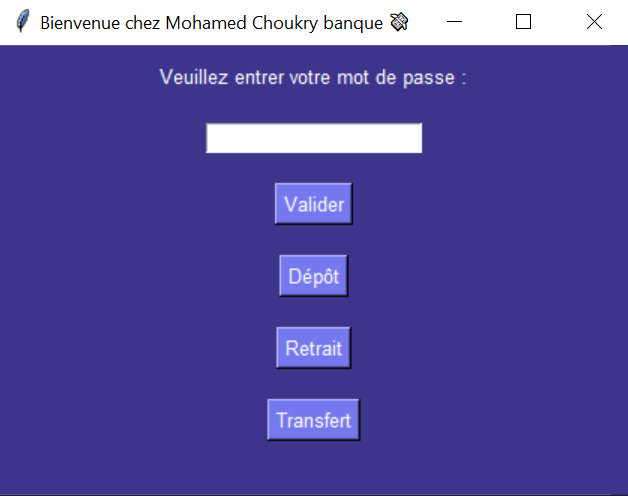 Bienvenue chez Mohamed Choukry banque 💸
Veuillez entrer votre mot de passe :
Valider
Dépôt
Retrait
Transfert